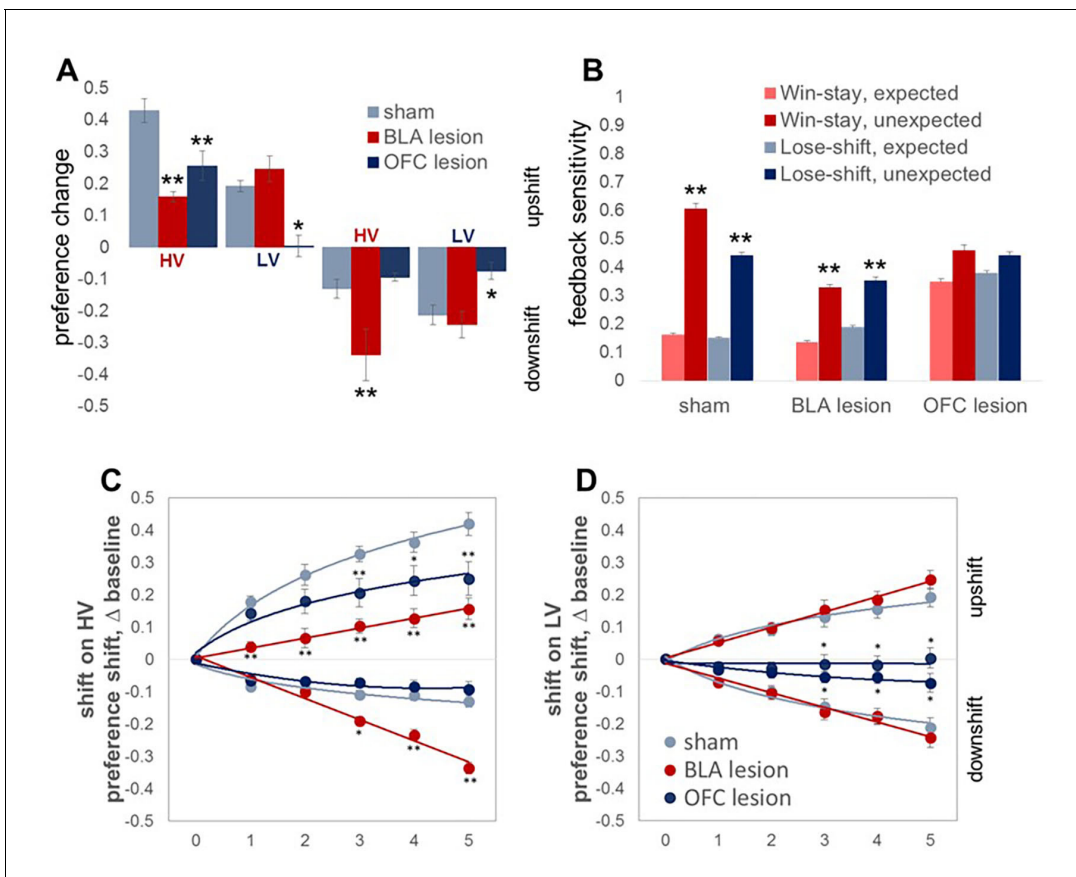 A
preference change
0.5
0.4
0.3
0.2
0.1
0
-0.1
-0.2
-0.3
-0.4
-0.5
sham
BLA lesion
OFC lesion
**
**
*
HV
LV
HV
LV
**
*
upshift
downshift
B
feedback sensitivity
1
0.9
0.8
0.7
0.6
0.5
0.4
0.3
0.2
0.1
0
Win-stay, expected
Win-stay, unexpected
Lose-shift, expected
Lose-shift, unexpected
**
**
**
**
sham
BLA lesion
OFC lesion
C
shift on HV
preference shift, Δ baseline
0.5
0.4
0.3
0.2
0.1
0
-0.1
-0.2
-0.3
-0.4
-0.5
**
*
**
**
**
**
**
**
*
**
**
0
1
2
3
4
5
D
shift on LV
preference shift, Δ baseline
0.5
0.4
0.3
0.2
0.1
0
-0.1
-0.2
-0.3
-0.4
-0.5
*
*
*
*
*
*
sham
BLA lesion
OFC lesion
0
1
2
3
4
5
upshift
downshift